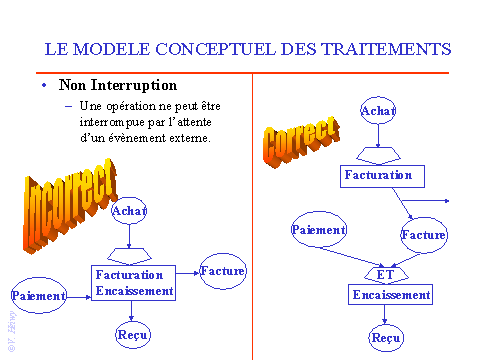 LE MODELE CONCEPTUEL DES TRAITEMENTS
• Non Interruption
– Une opération ne peut être
interrompue par l'attente
d'un évènement externe.
Incorrect
Achat
Facturation
Encaissement
Facture
Paiement
Reçu
Correct
Achat
Facturation
Paiement
Facture
ET
Encaissement
Reçu